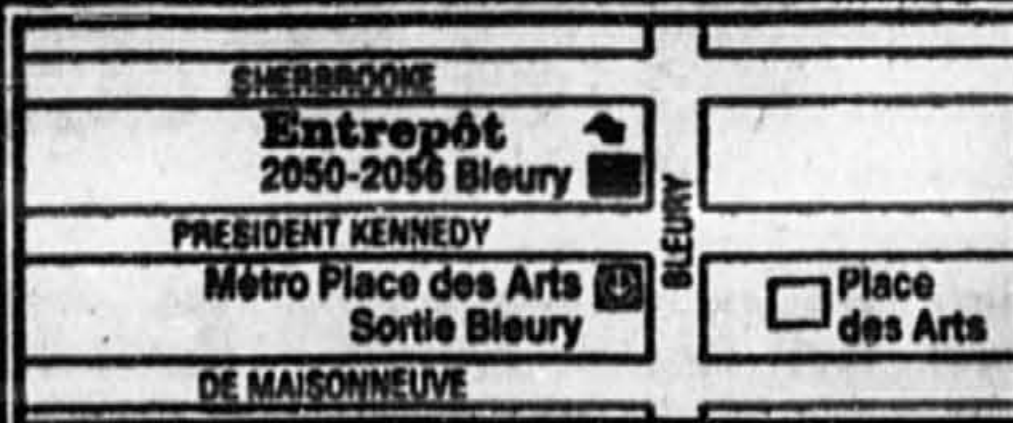 SHERBROOKE
Entrepôt
2050-2056 Bleury
PRESIDENT KENNEDY
BLEURY
Métro Place des Arts
Sortie Bleury
Place
des Arts
DE MAISONNEUVE